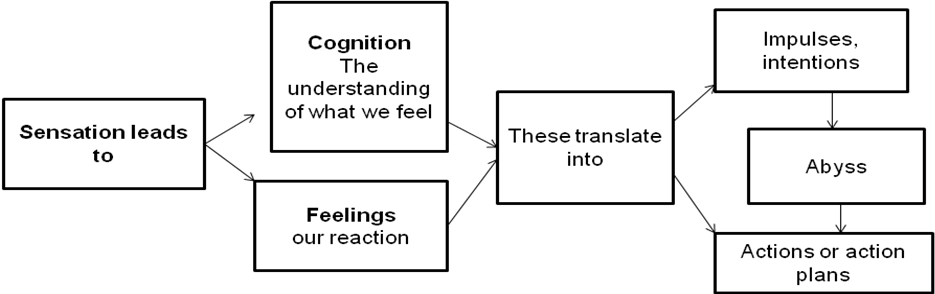 Sensation leads
to
Cognition
The
understanding
of what we feel
Feelings
our reaction
These translate
into
Impulses,
intentions
Abyss
Actions or action
plans